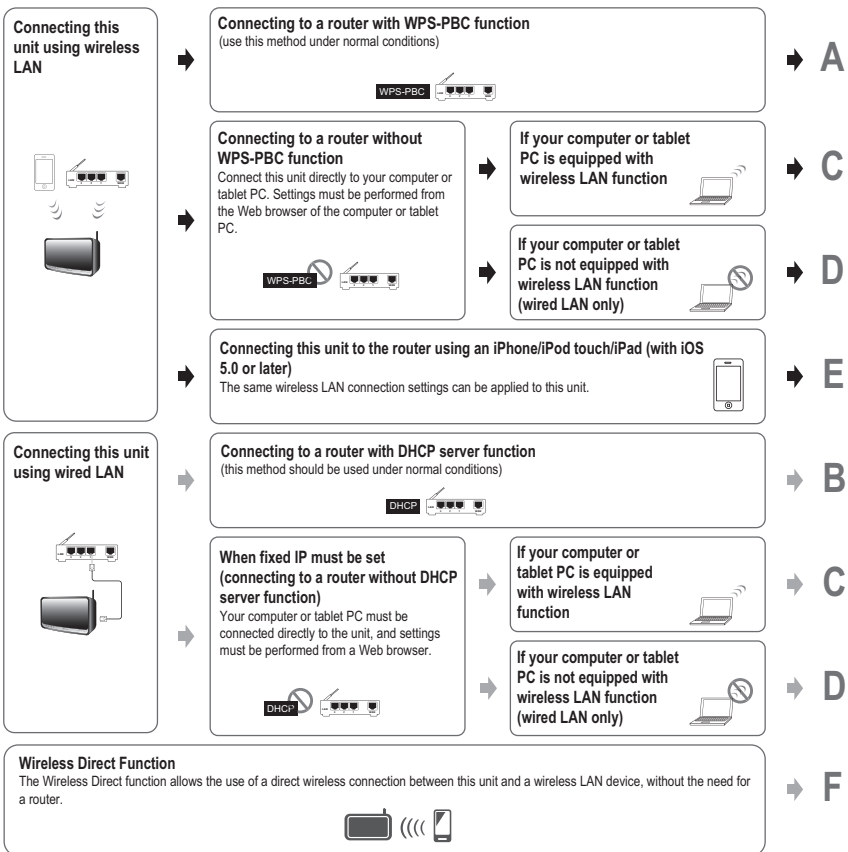 Connecting this
unit using wireless
LAN
Connecting to a router with WPS-PBC function
(use this method under normal conditions)
WPS-PBC
A
Connecting to a router without
WPS-PBC function
Connect this unit directly to your computer or
tablet PC. Settings must be performed from
the Web browser of the computer or tablet
PC.
WPS-PBC
If your computer or tablet
PC is equipped with
wireless LAN function
C
If your computer or tablet
PC is not equipped with
wireless LAN function
(wired LAN only)
D
Connecting this unit to the router using an iPhone/iPod touch/iPad (with iOS
5.0 or later)
The same wireless LAN connection settings can be applied to this unit.
E
Connecting this unit
using wired LAN
Connecting to a router with DHCP server function
(this method should be used under normal conditions)
DHCP
B
When fixed IP must be set
(connecting to a router without DHCP
server function)
Your computer or tablet PC must be
connected directly to the unit, and settings
must be performed from a Web browser.
DHCP
If your computer or
tablet PC is equipped
with wireless LAN
function
C
If your computer or tablet
PC is not equipped with
wireless LAN function
(wired LAN only)
D
Wireless Direct Function
The Wireless Direct function allows the use of a direct wireless connection between this unit and a wireless LAN device, without the need for
a router.
F